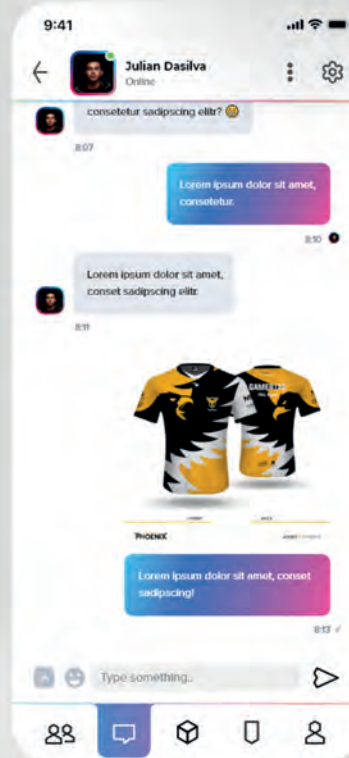 9:41
Julian Dasilva
Online
consetetur sadipscing elitr? 
8:07
Lorem ipsum dolor sit amet,
consetetur.
8:10
Lorem ipsum dolor sit amet,
conset sadipscing elitr.
8:11
PHOENIX
Lorem ipsum dolor sit amet, conset
sadipscing!
8:13
Type something..